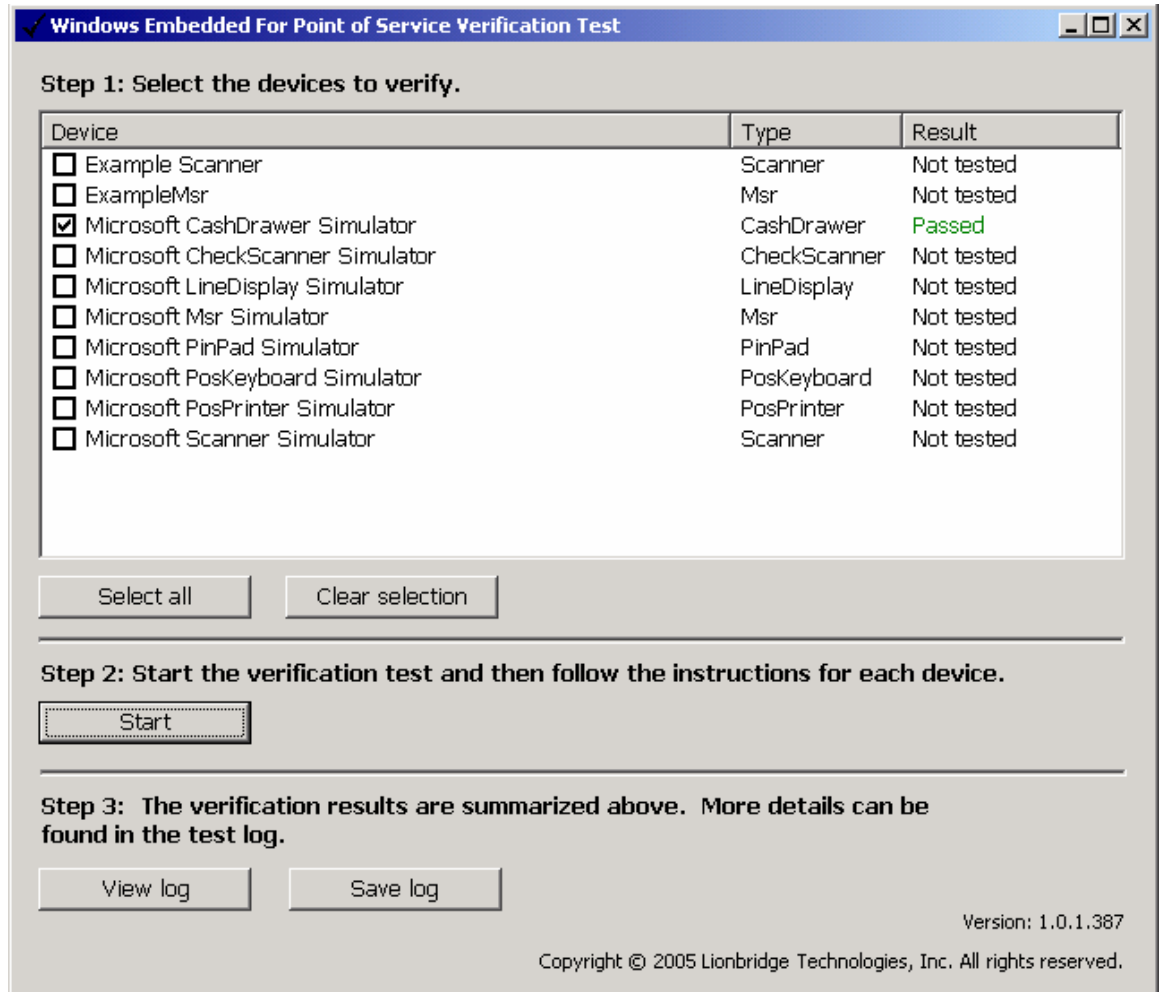 Windows Embedded For Point of Service Verification Test
Step 1: Select the devices to verify.
Device Type Result
Example Scanner Scanner Not tested
ExampleMsr Msr Not tested
Microsoft CashDrawer Simulator CashDrawer Passed
Microsoft CheckScanner Simulator CheckScanner Not tested
Microsoft LineDisplay Simulator LineDisplay Not tested
Microsoft Msr Simulator Msr Not tested
Microsoft PinPad Simulator PinPad Not tested
Microsoft PosKeyboard Simulator PosKeyboard Not tested
Microsoft PosPrinter Simulator PosPrinter Not tested
Microsoft Scanner Simulator Scanner Not tested
Select all Clear selection
Step 2: Start the verification test and then follow the instructions for each device.
Start
Step 3: The verification results are summarized above. More details can be
found in the test log.
View log Save log
Version: 1.0.1.387
Copyright © 2005 Lionbridge Technologies, Inc. All rights reserved.